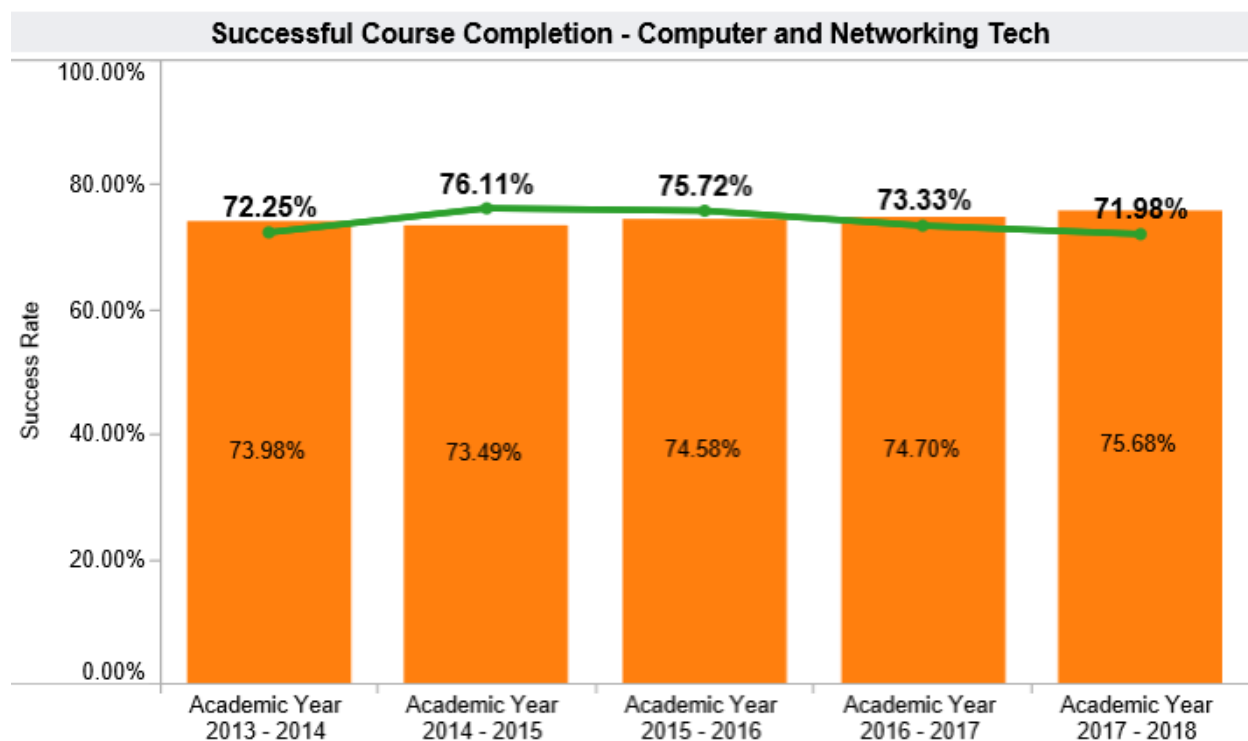 Successful Course Completion - Computer and Networking Tech
100.00%
80.00%
60.00%
40.00%
20.00%
0.00%
Success Rate
72.25%
76.11%
75.72%
73.33%
71.98%
73.98%
73.49%
74.58%
74.70%
75.68%
Academic Year
2013 - 2014
Academic Year
2014 - 2015
Academic Year
2015 - 2016
Academic Year
2016 - 2017
Academic Year
2017 - 2018